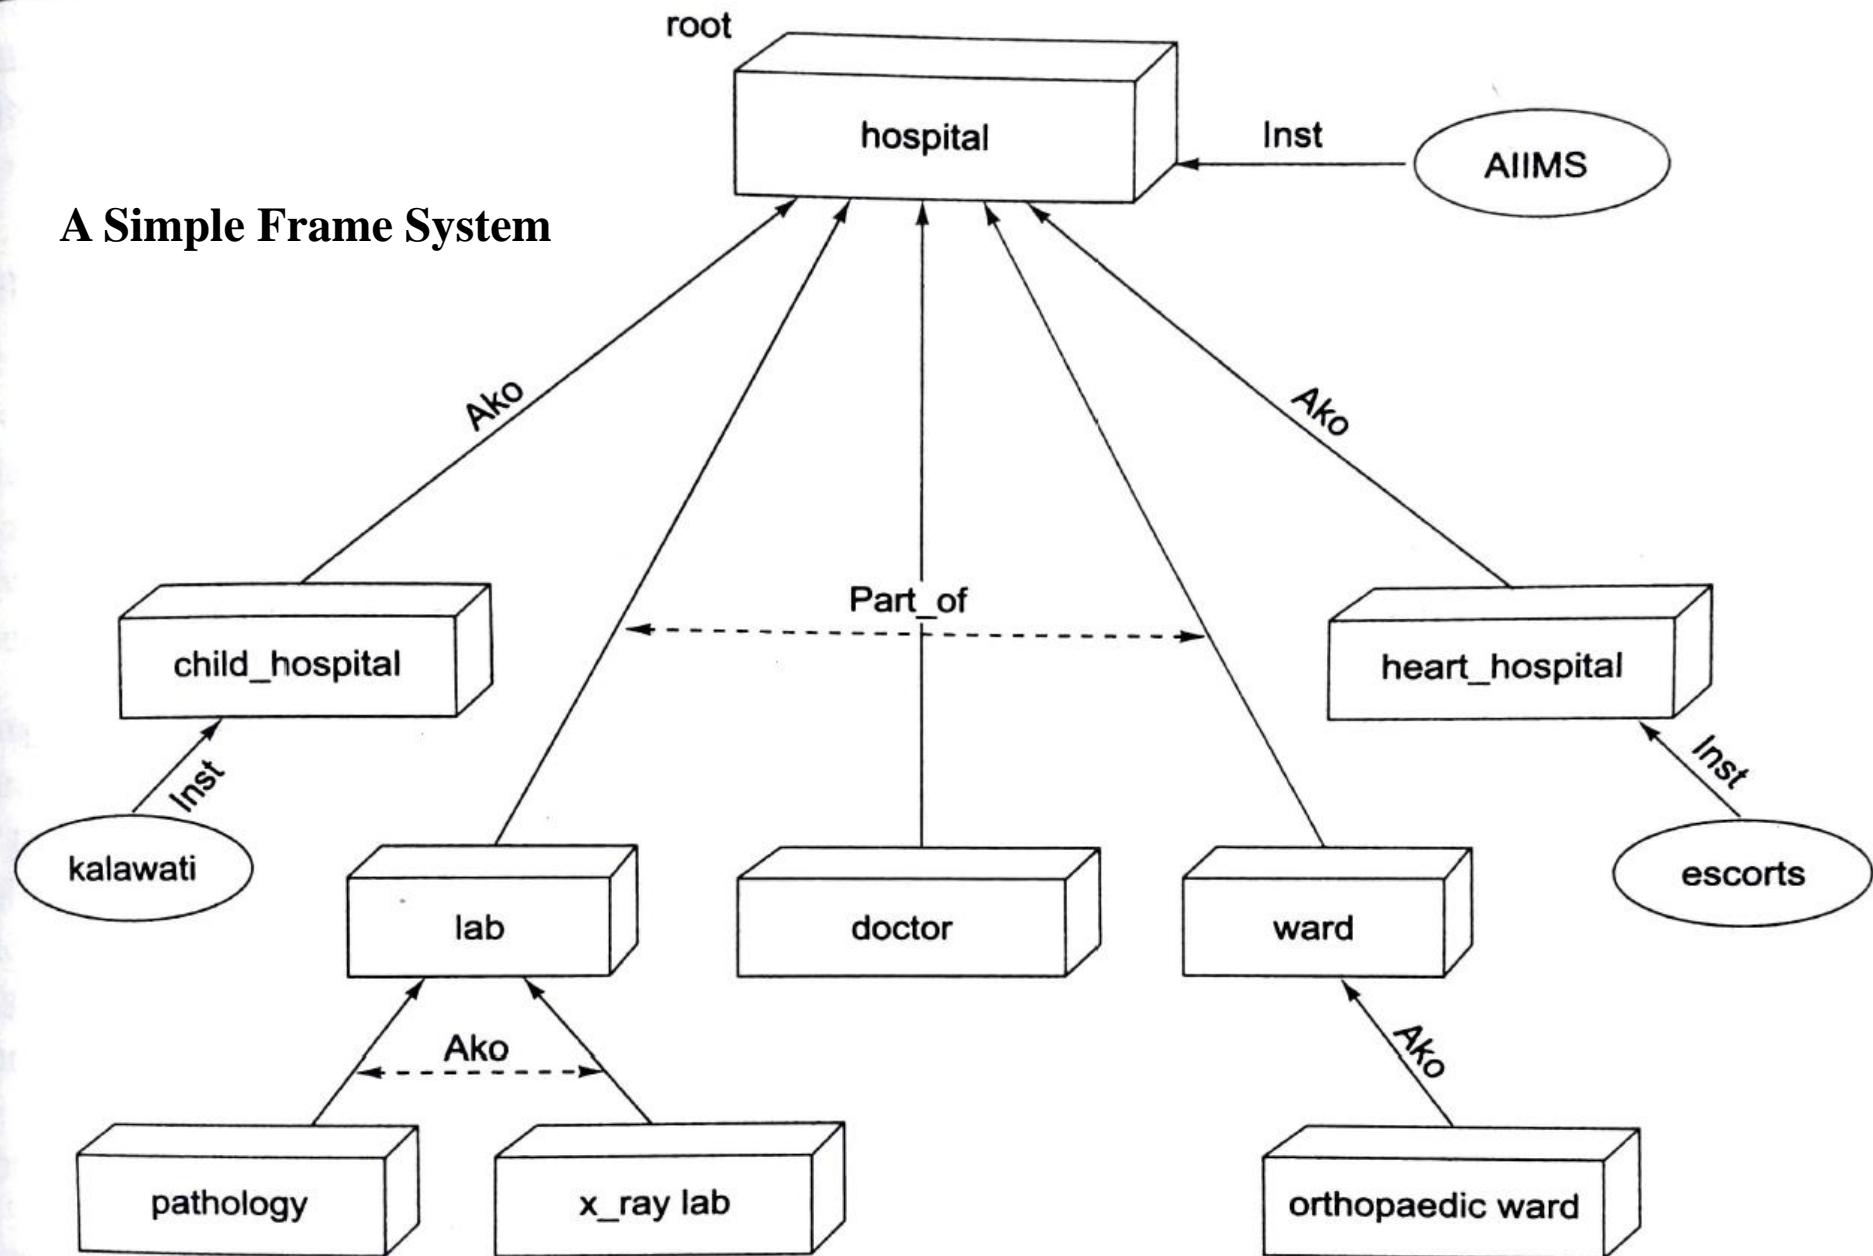 root
hospital
Inst
AIIMS
A Simple Frame System
Ako
Ako
Part_of
child_hospital
heart_hospital
Inst
Inst
kalawati
escorts
lab
doctor
ward
Ako
Ako
pathology
x_ray lab
orthopaedic ward